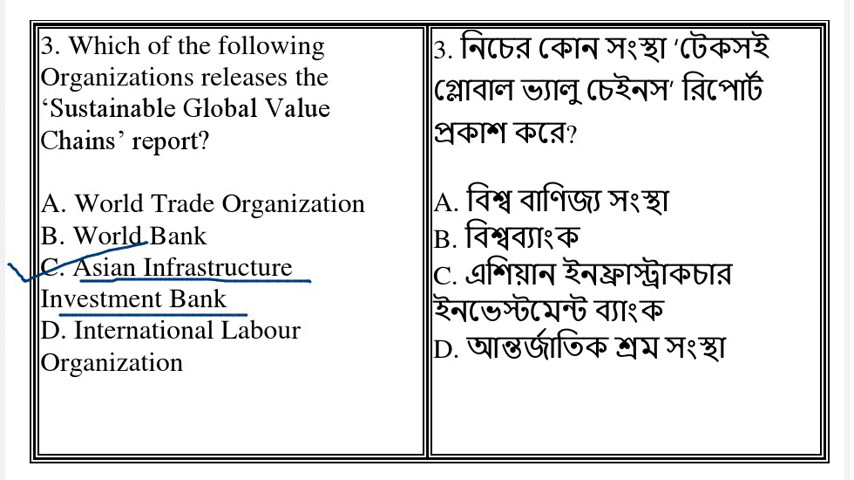 3. Which of the following
Organizations releases the
‘Sustainable Global Value
Chains’ report?
A. World Trade Organization
B. World Bank
C. Asian Infrastructure
Investment Bank
D. International Labour
Organization
3. নিচের কোন সংস্থা ‘টেকসই
গ্লোবাল ভ্যালু চেইনস’ রিপোর্ট
প্রকাশ করে?
A. বিশ্ব বাণিজ্য সংস্থা
B. বিশ্বব্যাংক
C. এশিয়ান ইনফ্রাস্ট্রাকচার
ইনভেস্টমেন্ট ব্যাংক
D. আন্তর্জাতিক শ্রম সংস্থা